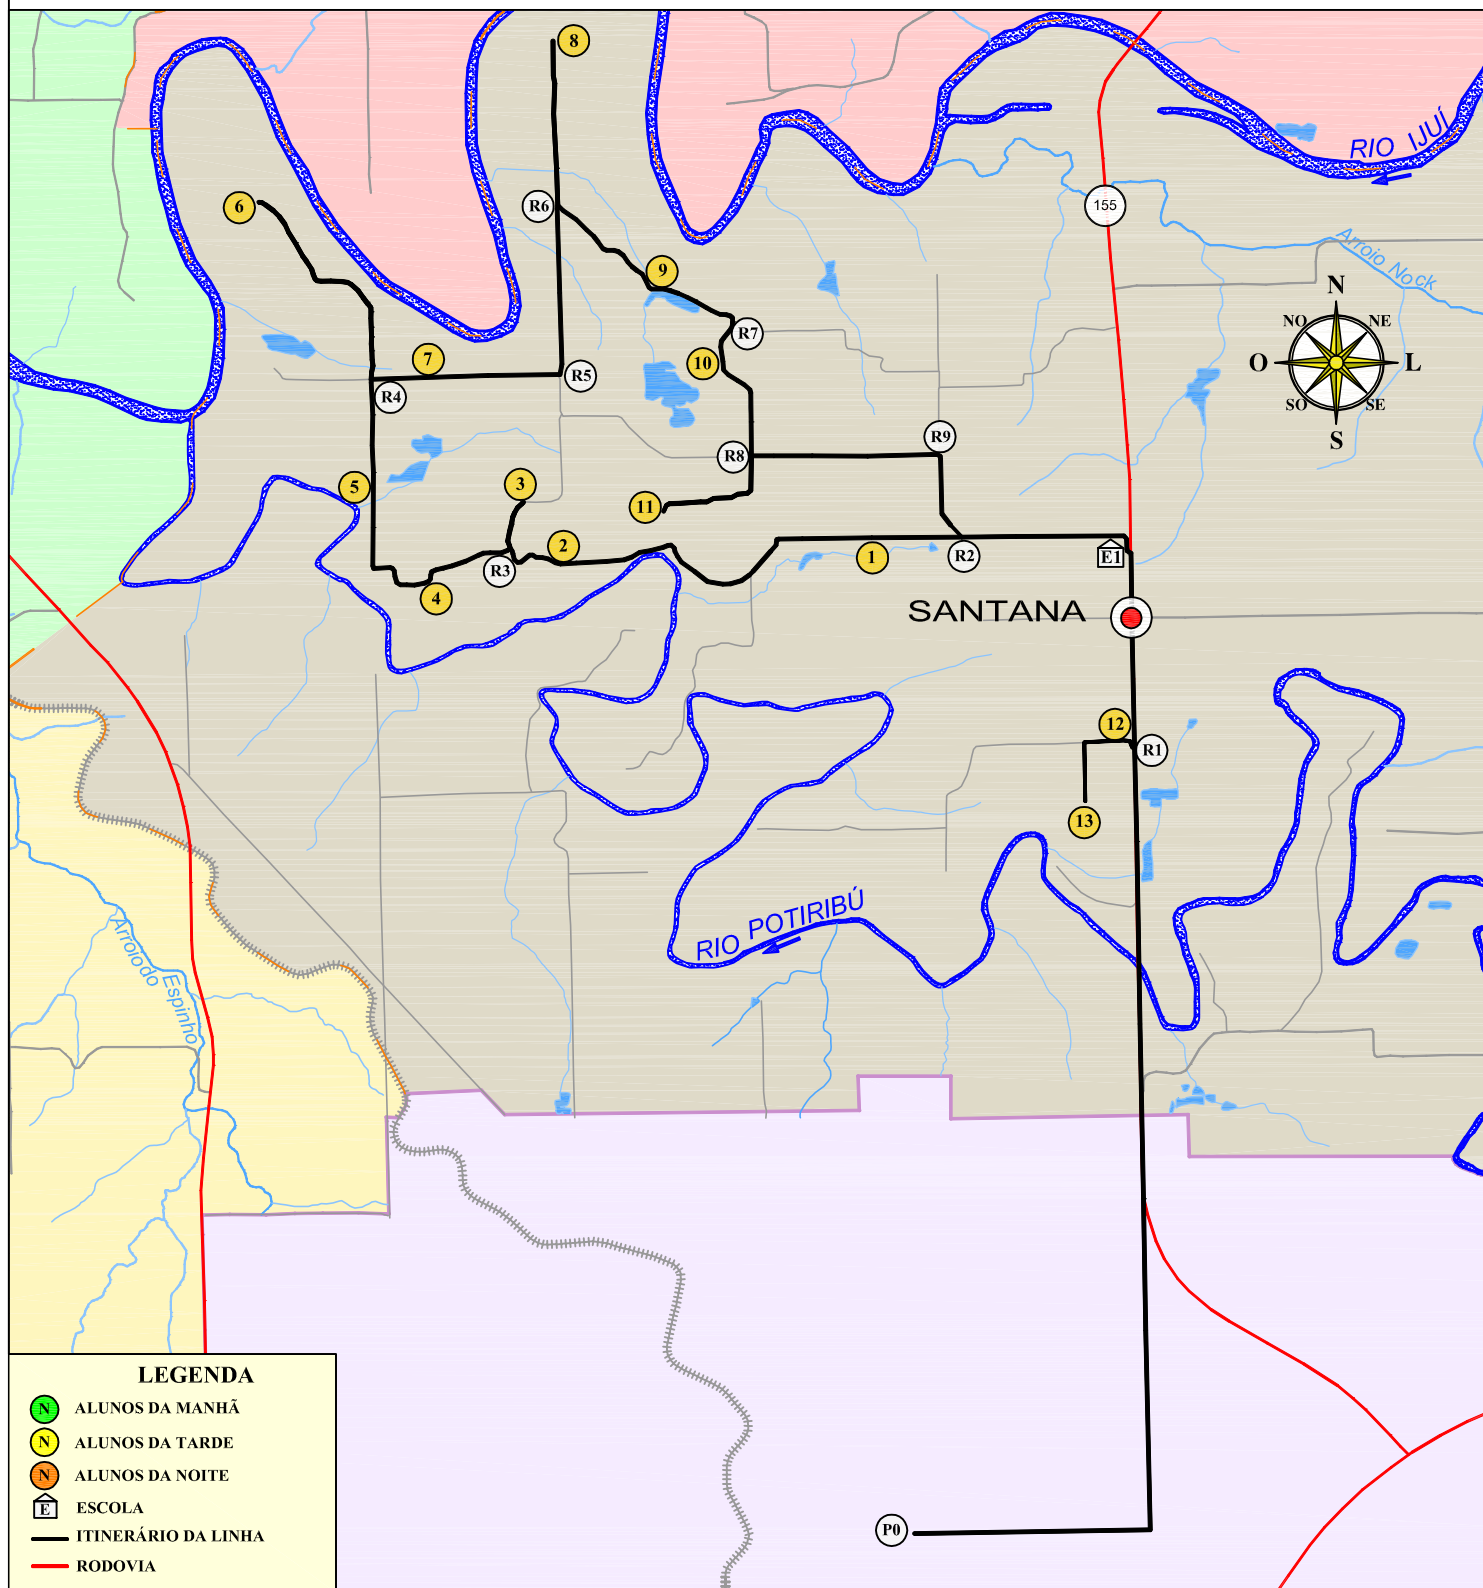 8
RIO IJUÍ
6
R6
155
Arroio Nock
9
N
NO
NE
R7
7
10
O
L
R5
R4
SO
SE
S
R9
R8
5
3
11
2
1
R2
E1
R3
4
SANTANA
12
R1
13
RIO POTIRIBÚ
Arroio do Espinho
P0
LEGENDA
N ALUNOS DA MANHÃ
N ALUNOS DA TARDE
N ALUNOS DA NOITE
E ESCOLA
ITINERÁRIO DA LINHA
RODOVIA